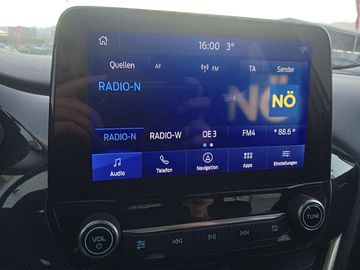 16:00 3°
Quellen AF FM TA Sender
RADIO-N
NÖ
NÖ
RADIO-N RADIO-W OE 3 FM4 *88.6*
Audio Telefon Navigation Apps Einstellungen
VOL TUNE